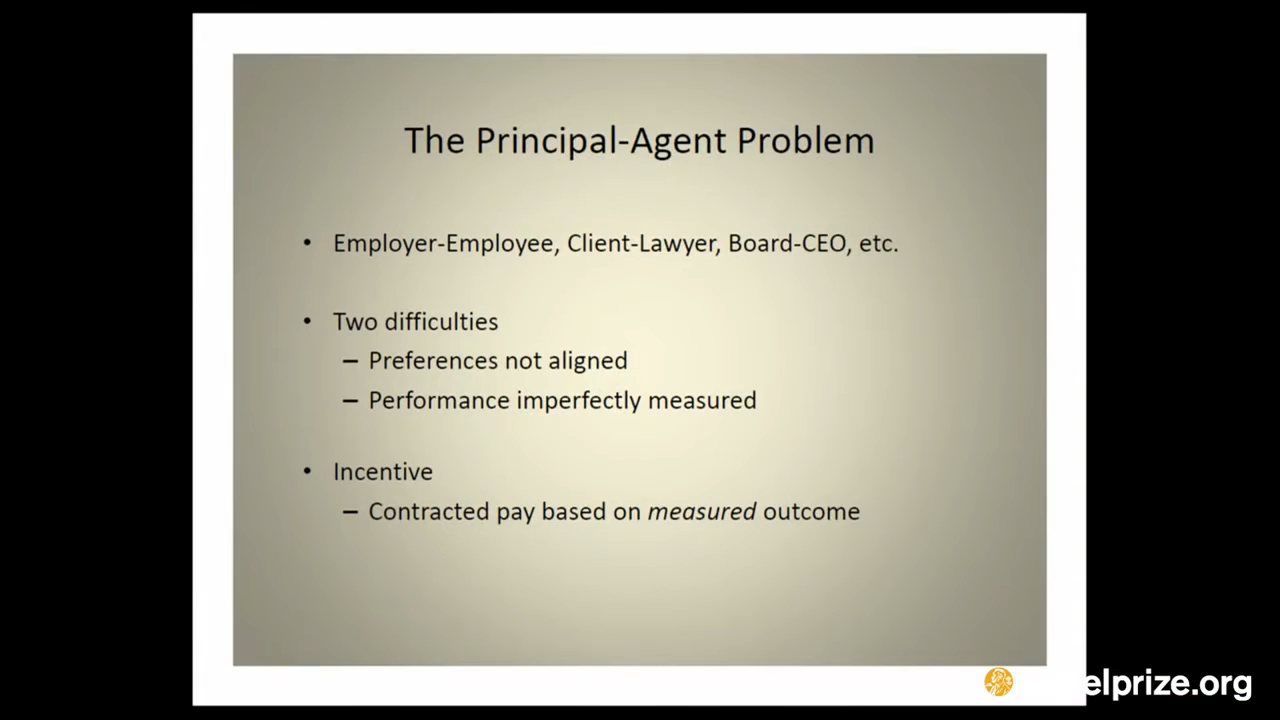 The Principal-Agent Problem
• Employer-Employee, Client-Lawyer, Board-CEO, etc.
• Two difficulties
– Preferences not aligned
– Performance imperfectly measured
• Incentive
– Contracted pay based on measured outcome
elprize.org